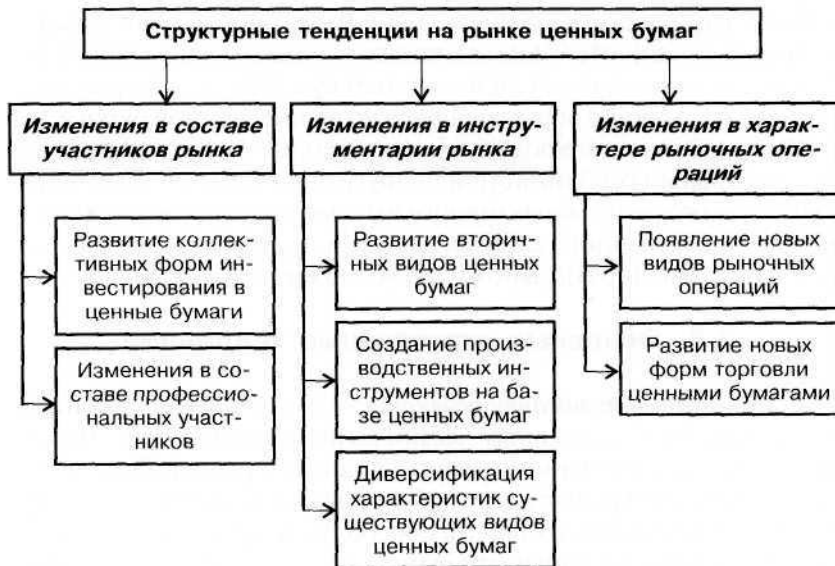 Структурные тенденции на рынке ценных бумаг
Изменения в составе
участников рынка
Развитие коллек-
тивных форм ин-
вестирования в
ценные бумаги
Изменения в со-
ставе профессио-
нальных участ-
ников
Изменения в инстру-
ментарии рынка
Развитие вторич-
ных видов ценных
бумаг
Создание произ-
водственных ин-
струментов на ба-
зе ценных бумаг
Диверсификация
характеристик су-
ществующих видов
ценных бумаг
Изменения в харак-
тере рыночных опе-
раций
Появление новых
видов рыночных
операций
Развитие новых
форм торговли
ценными бумагами